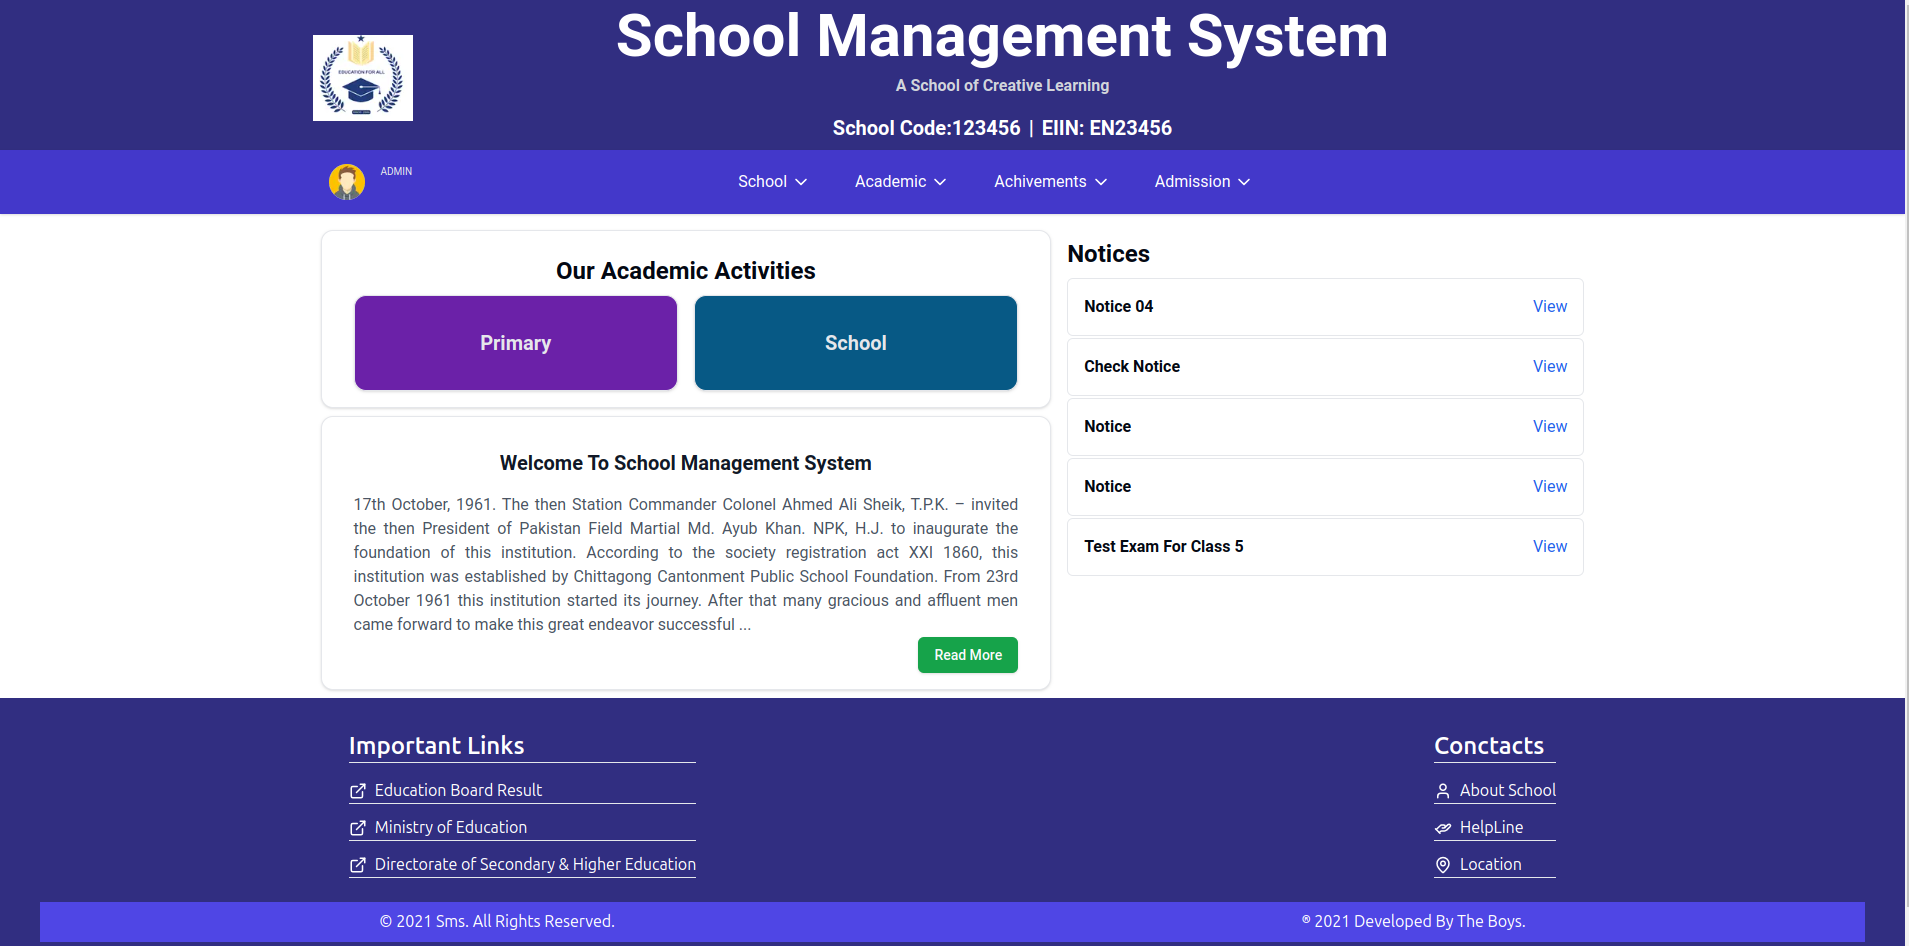 School Management System
EDUCATION FOR ALL
A School of Creative Learning
School Code:123456 | EIIN: EN23456
ADMIN
School
Academic
Achivements
Admission
Our Academic Activities
Primary
School
Welcome To School Management System
17th October, 1961. The then Station Commander Colonel Ahmed Ali Sheik, T.P.K. – invited
the then President of Pakistan Field Martial Md. Ayub Khan. NPK, H.J. to inaugurate the
foundation of this institution. According to the society registration act XXI 1860, this
institution was established by Chittagong Cantonment Public School Foundation. From 23rd
October 1961 this institution started its journey. After that many gracious and affluent men
came forward to make this great endeavor successful ...
Read More
Notices
Notice 04 View
Check Notice View
Notice View
Notice View
Test Exam For Class 5 View
Important Links
Education Board Result
Ministry of Education
Directorate of Secondary & Higher Education
Conctacts
About School
HelpLine
Location
© 2021 Sms. All Rights Reserved.
® 2021 Developed By The Boys.